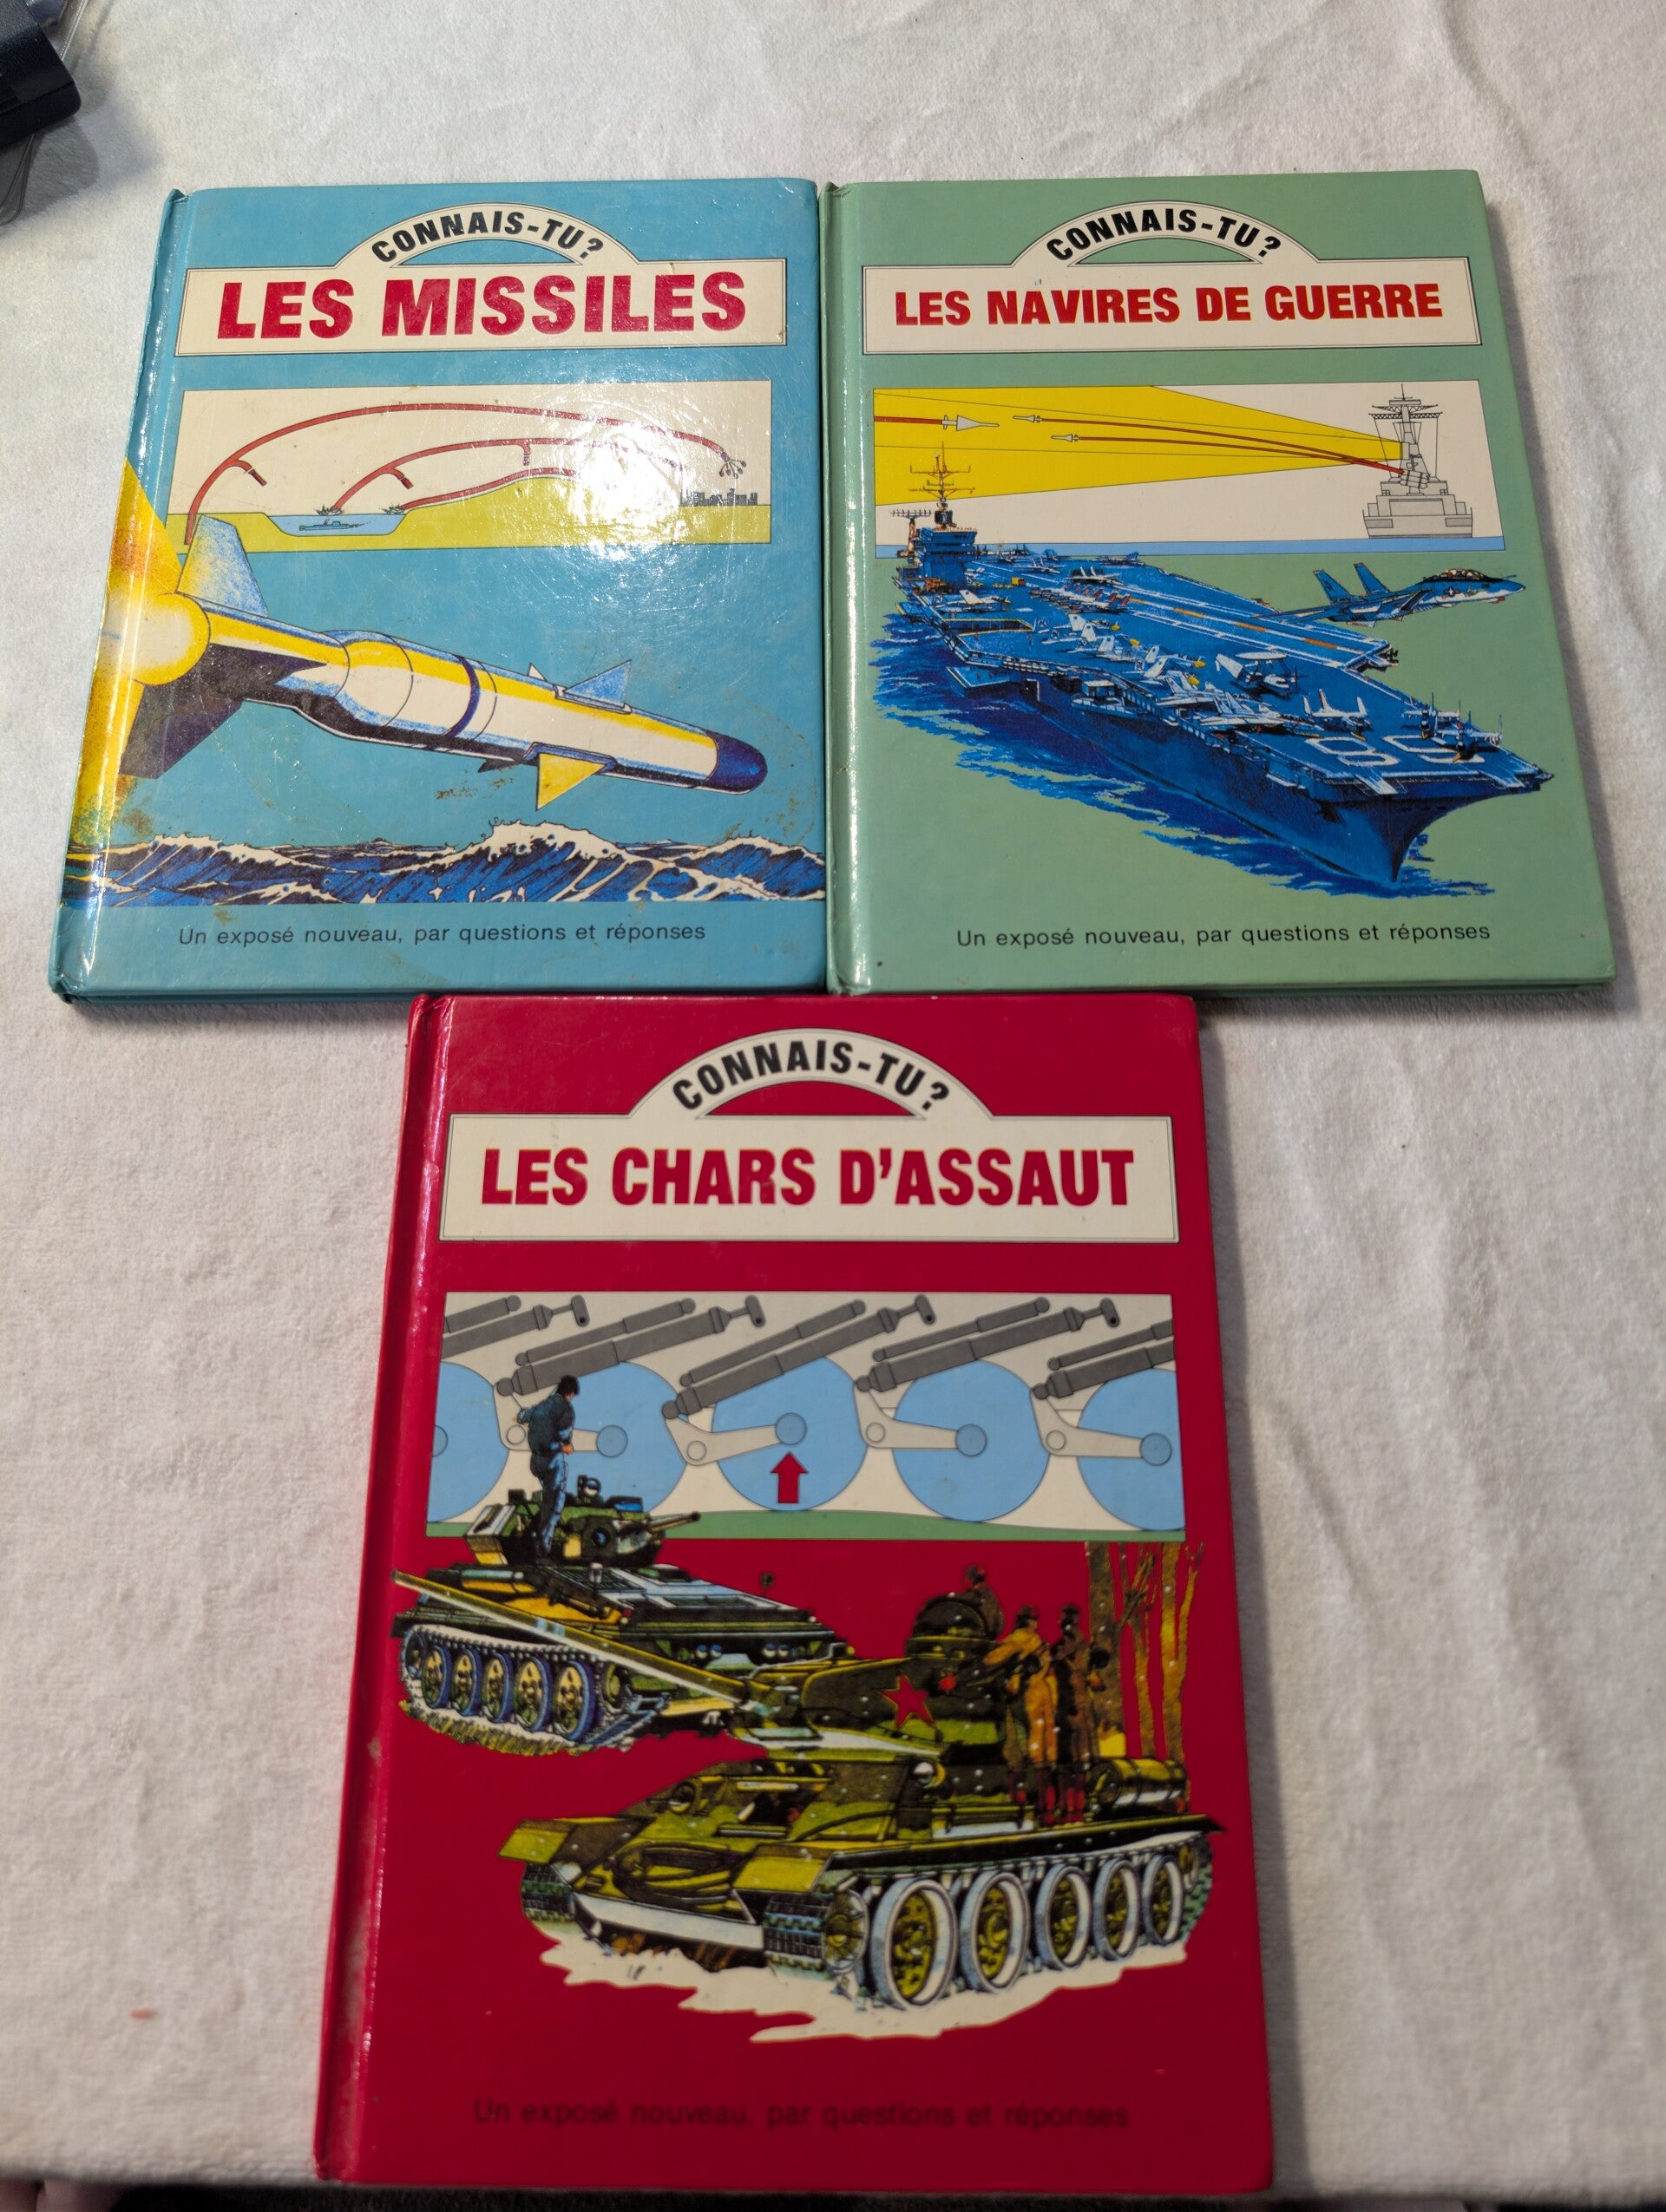 CONNAIS-TU?
LES MISSILES
Un exposé nouveau, par questions et réponses
CONNAIS-TU?
LES NAVIRES DE GUERRE
68
Un exposé nouveau, par questions et réponses
CONNAIS-TU?
LES CHARS D'ASSAUT
Un exposé nouveau, par questions et réponses